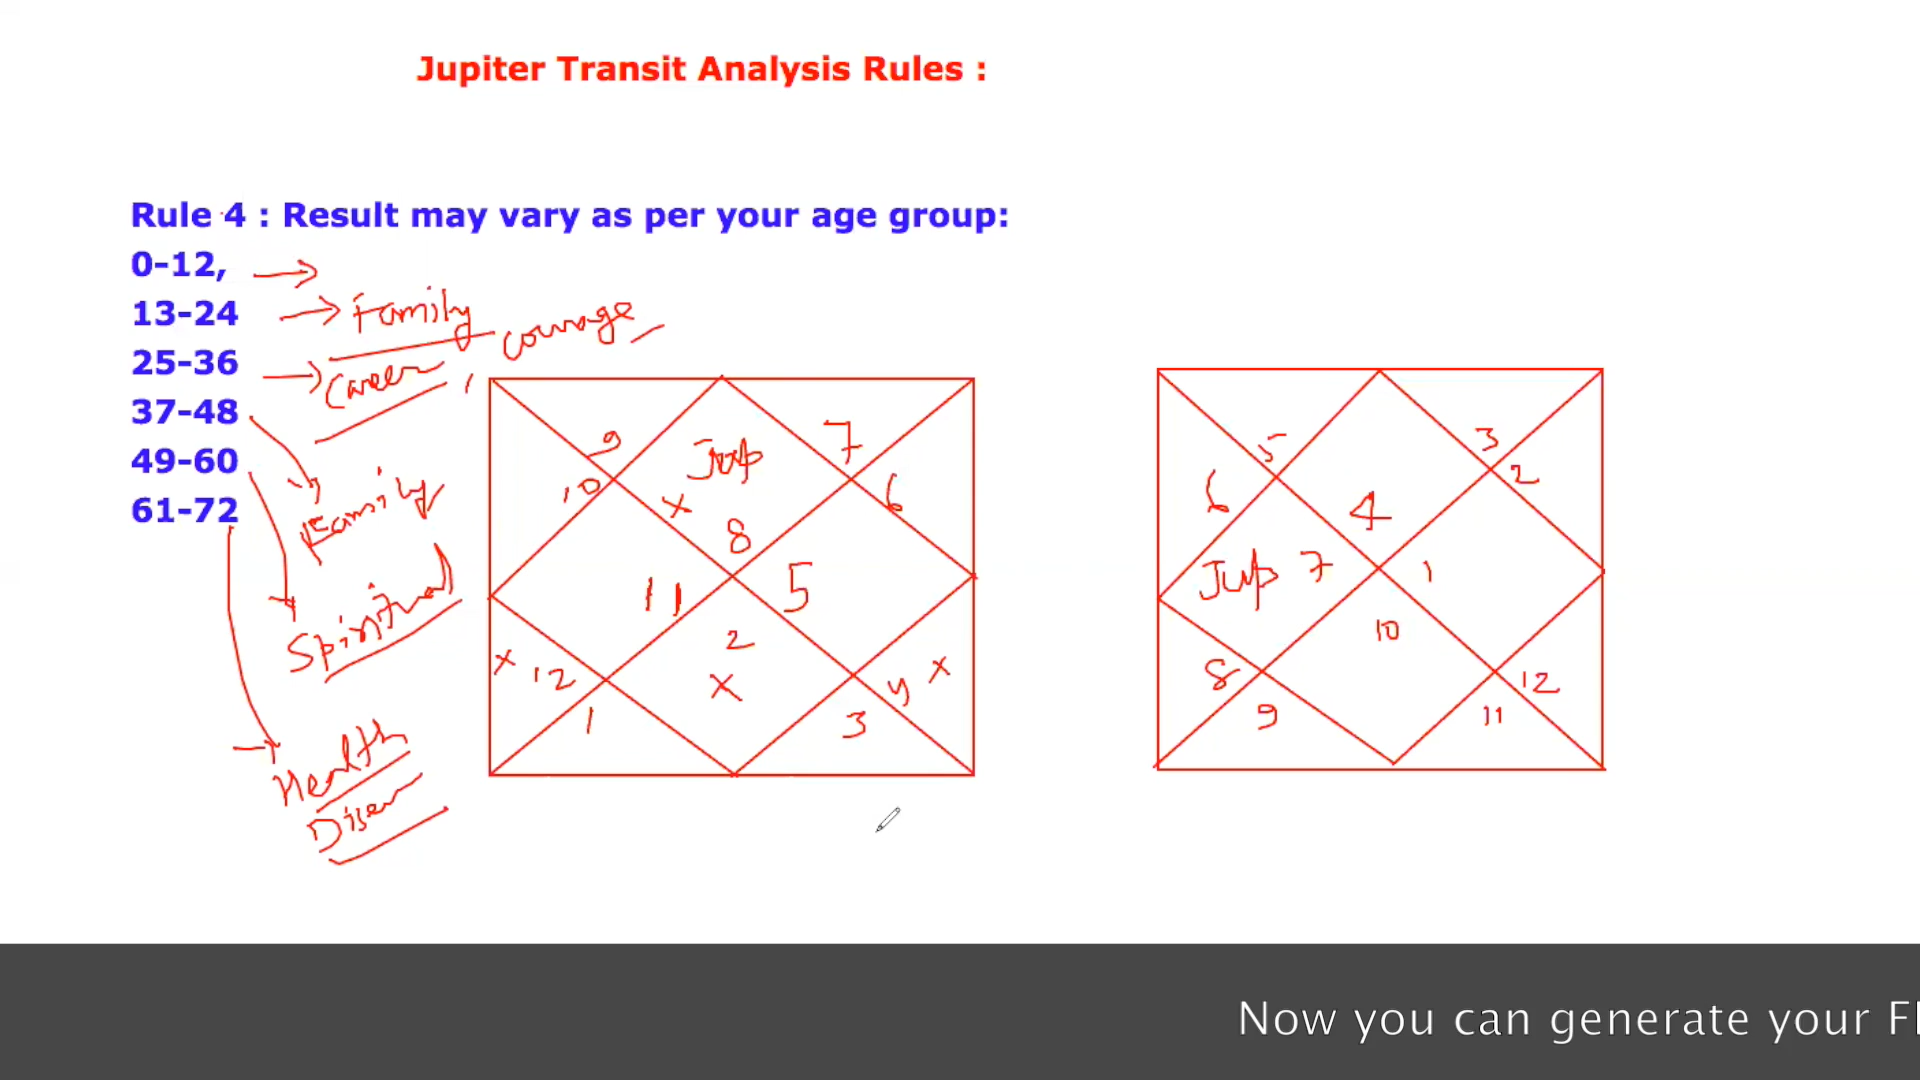 Jupiter Transit Analysis Rules :
Rule 4 : Result may vary as per your age group:
0-12,
13-24
Family
courage
25-36
Career,
37-48
Family
49-60
Spiritual
61-72
Health
9
Jup
7
10
x
8
6
11
5
2
x 12
x
y x
1
3
5
3
6
2
4
Jup 7
1
10
8
12
9
11
Now you can generate your